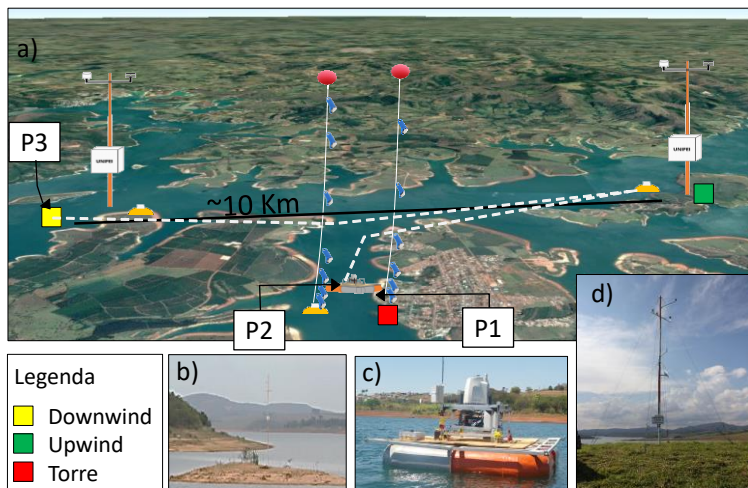 a)
UNIFEI
UNIFEI
P3
~10 Km
P2
P1
d)
Legenda
Downwind
Upwind
Torre
b)
c)